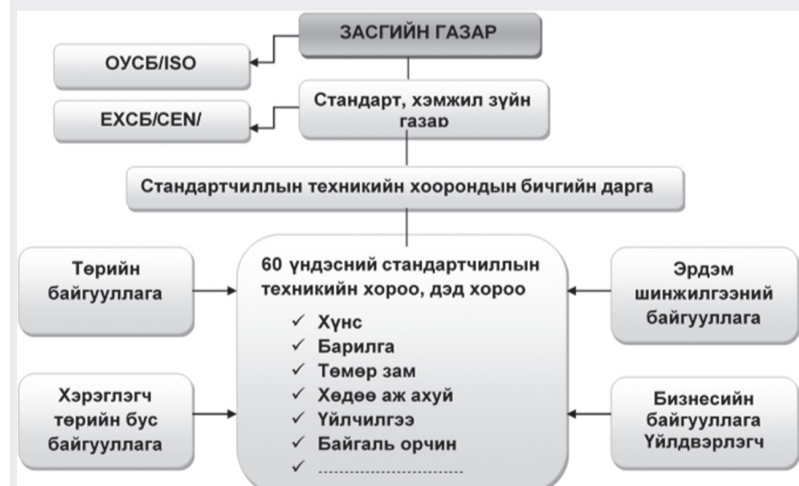 ЗАСГИЙН ГАЗАР
ОУСБ/ISO
Стандарт, хэмжил зүйн
газар
ЕХСБ/CEN/
Стандартчиллын техникийн хоорондын бичгийн дарга
Төрийн
байгууллага
60 үндэсний стандартчиллын
техникийн хороо, дэд хороо
✓ Хүнс
✓ Барилга
✓ Төмөр зам
✓ Хөдөө аж ахуй
✓ Үйлчилгээ
✓ Байгаль орчин
✓ ..............................
Эрдэм
шинжилгээний
байгууллага
Хэрэглэгч
төрийн бус
байгууллага
Бизнесийн
байгууллага
Үйлдвэрлэгч